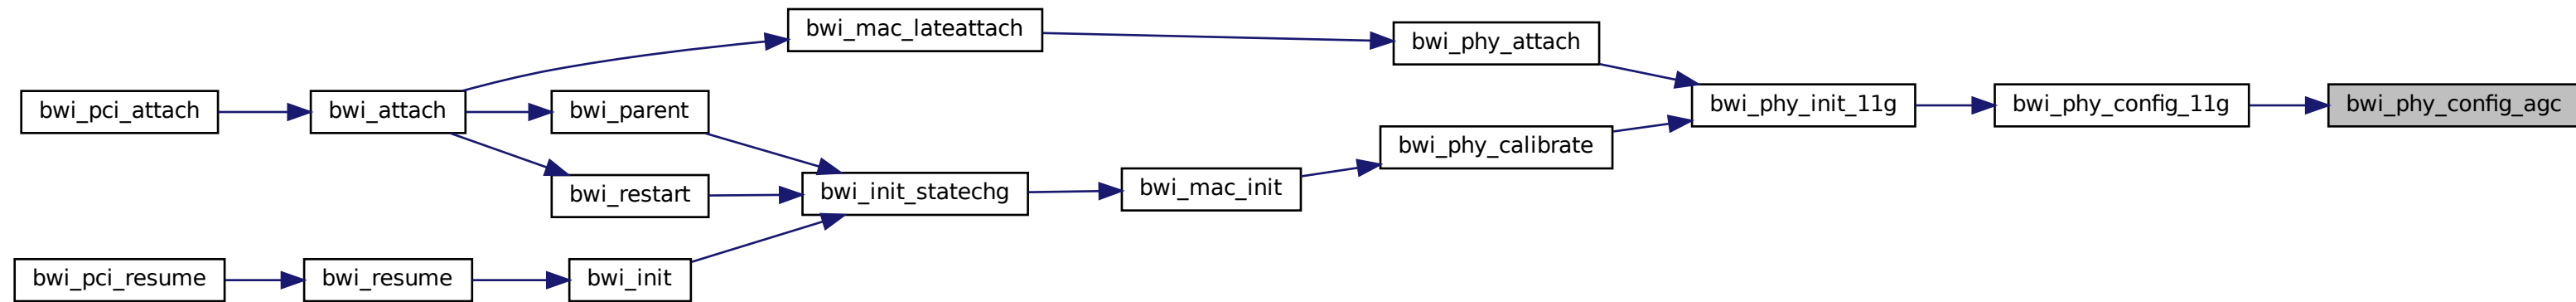 bwi_mac_lateattach
bwi_phy_attach
bwi_pci_attach
bwi_attach
bwi_parent
bwi_phy_init_11g
bwi_phy_config_11g
bwi_phy_config_agc
bwi_phy_calibrate
bwi_restart
bwi_init_statechg
bwi_mac_init
bwi_pci_resume
bwi_resume
bwi_init